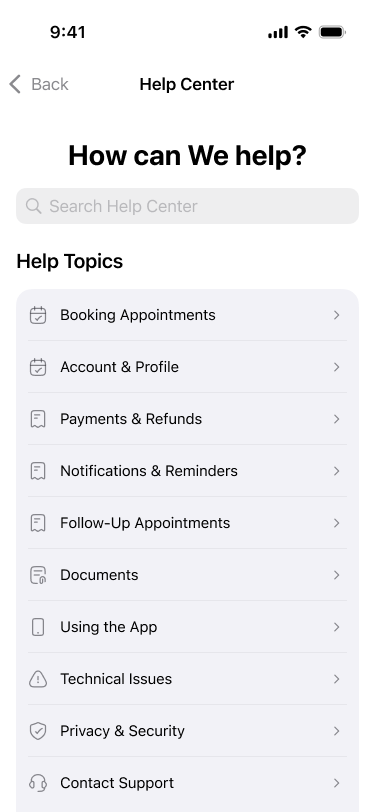 9:41
Back
Help Center
How can We help?
Search Help Center
Help Topics
Booking Appointments
Account & Profile
Payments & Refunds
Notifications & Reminders
Follow-Up Appointments
Documents
Using the App
Technical Issues
Privacy & Security
Contact Support